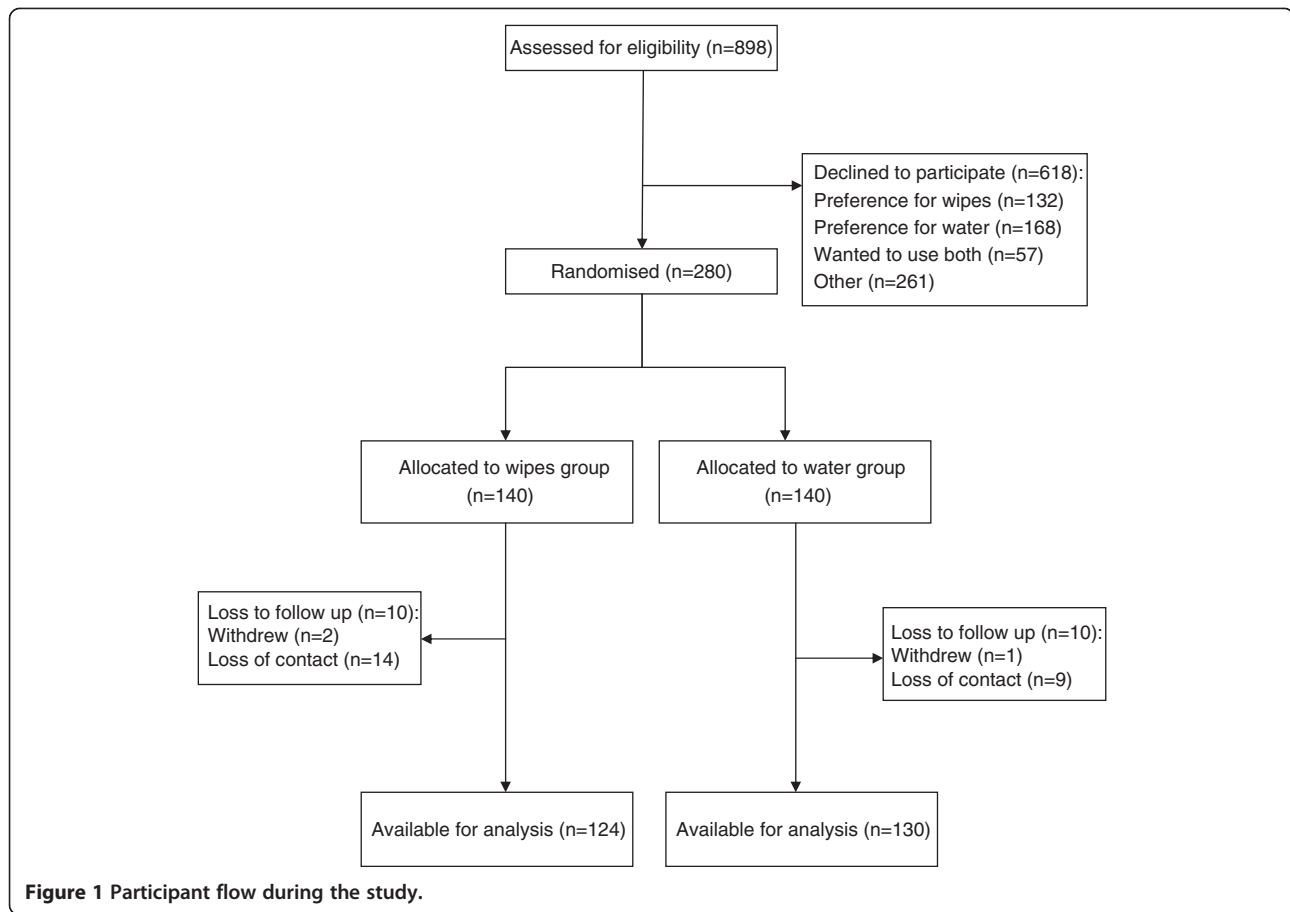 Assessed for eligibility (n=898)
Declined to participate (n=618):
Preference for wipes (n=132)
Preference for water (n=168)
Wanted to use both (n=57)
Other (n=261)
Randomised (n=280)
Allocated to wipes group
(n=140)
Allocated to water group
(n=140)
Loss to follow up (n=10):
Withdrew (n=2)
Loss of contact (n=14)
Loss to follow up (n=10):
Withdrew (n=1)
Loss of contact (n=9)
Available for analysis (n=124)
Available for analysis (n=130)
Figure 1 Participant flow during the study.